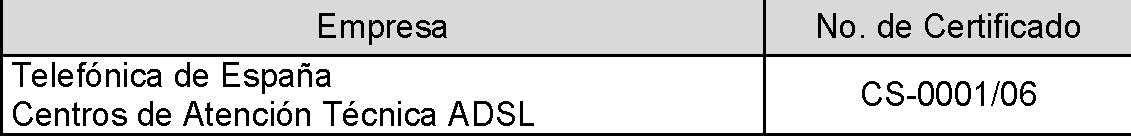 Empresa
No. de Certificado
Telefónica de España
Centros de Atención Técnica ADSL
CS-0001/06